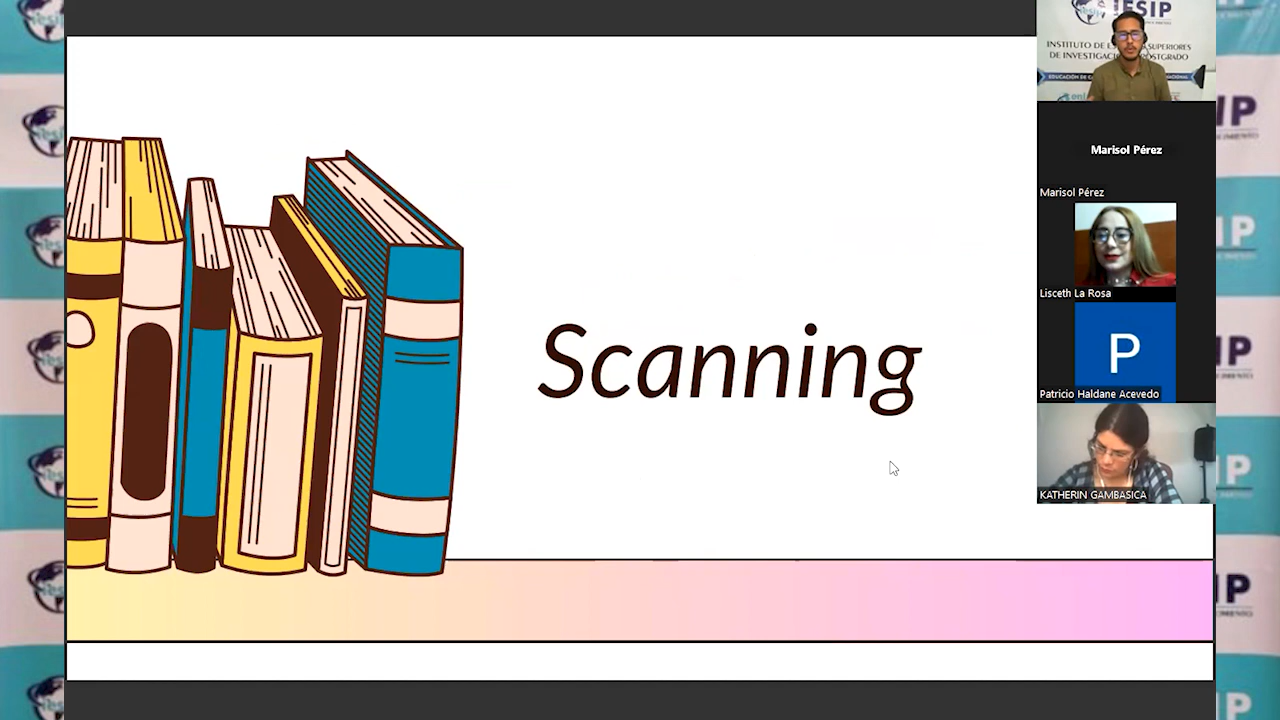 Scanning
IESIP
INSTITUTO DE
SUPERIORES
DE INVESTIGACIÓN
POSTGRADO
Marisol Pérez
Marisol Pérez
Lisceth La Rosa
P
Patricio Haldane Acevedo
KATHERIN GAMBASICA